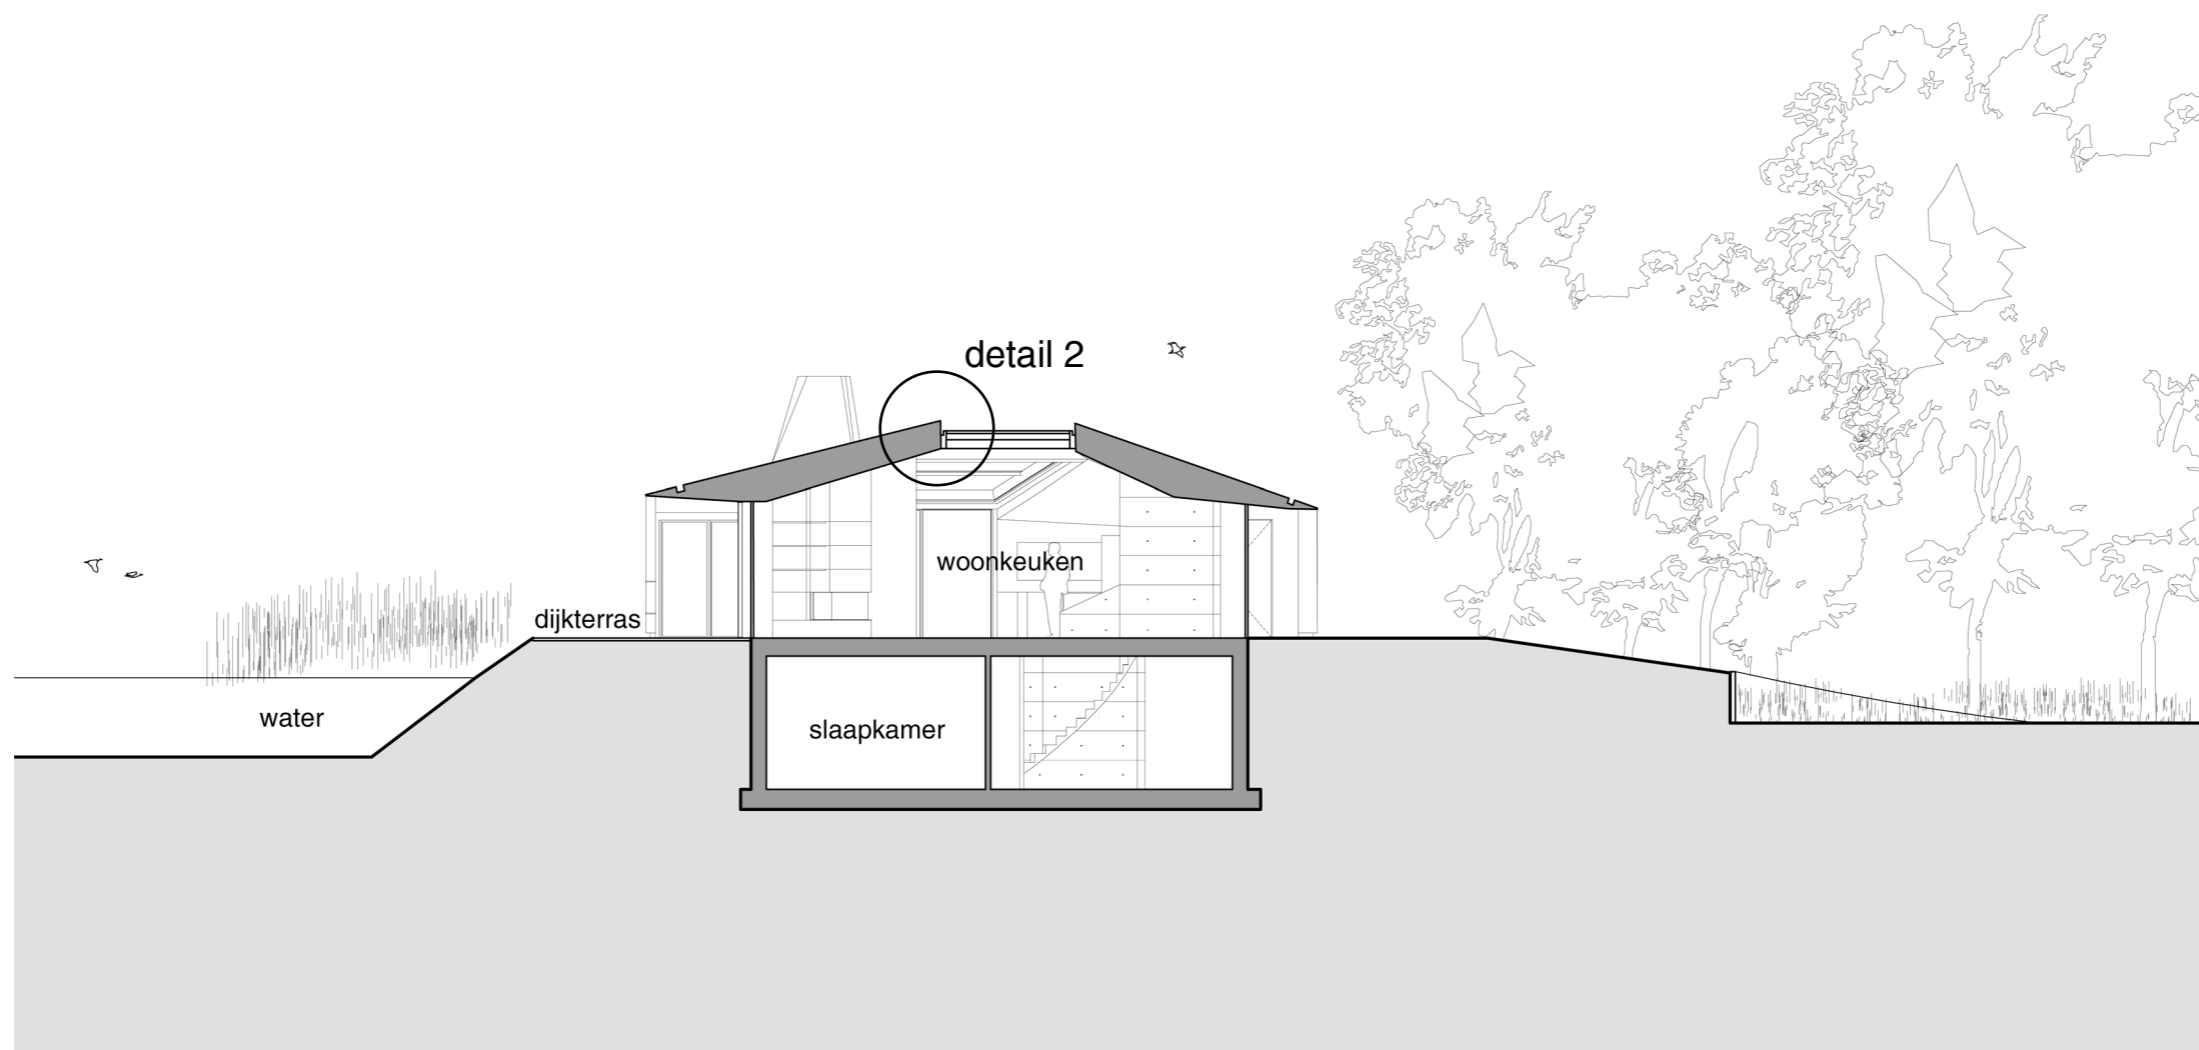 detail 2
woonkeuken
dijkterras
water
slaapkamer